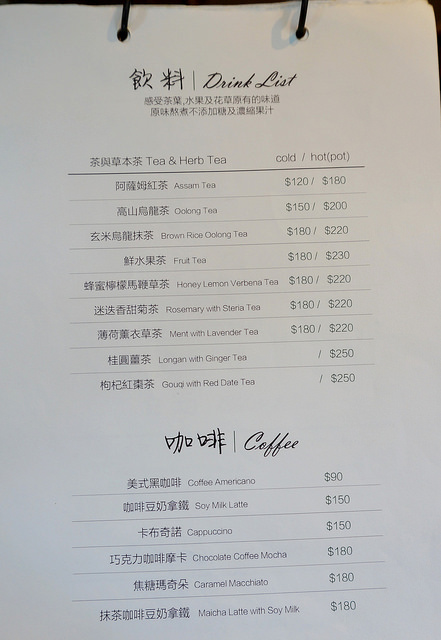 飲料 | Drink List
感受茶葉,水果及花草原有的味道
原味熬煮不添加糖及濃縮果汁
茶與草本茶 Tea & Herb Tea cold / hot(pot)
阿薩姆紅茶 Assam Tea $120 / $180
高山烏龍茶 Oolong Tea $150 / $200
玄米烏龍抹茶 Brown Rice Oolong Tea $180 / $220
鮮水果茶 Fruit Tea $180 / $230
蜂蜜檸檬馬鞭草茶 Honey Lemon Verbena Tea $180 / $220
迷迭香甜菊茶 Rosemary with Steria Tea $180 / $220
薄荷薰衣草茶 Ment with Lavender Tea $180 / $220
桂圓薑茶 Longan with Ginger Tea / $250
枸杞紅棗茶 Gouqi with Red Date Tea / $250
咖啡 | Coffee
美式黑咖啡 Coffee Americano $90
咖啡豆奶拿鐵 Soy Milk Latte $150
卡布奇諾 Cappuccino $150
巧克力咖啡摩卡 Chocolate Coffee Mocha $180
焦糖瑪奇朵 Caramel Macchiato $180
抹茶咖啡豆奶拿鐵 Maicha Latte with Soy Milk $180